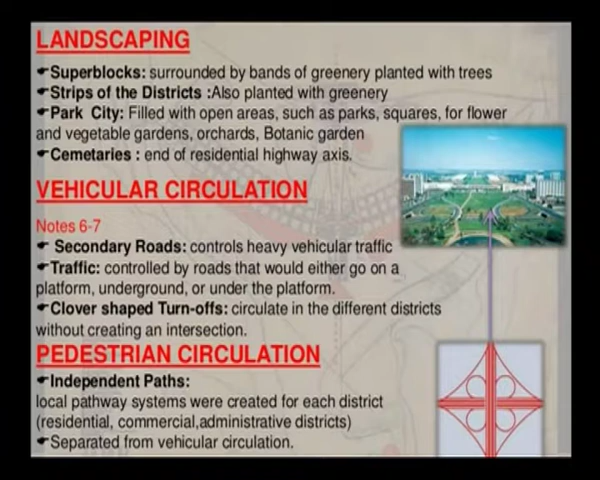 LANDSCAPING
☛Superblocks: surrounded by bands of greenery planted with trees
☛Strips of the Districts :Also planted with greenery
☛Park City: Filled with open areas, such as parks, squares, for flower
and vegetable gardens, orchards, Botanic garden
☛Cemetaries : end of residential highway axis.
VEHICULAR CIRCULATION
Notes 6-7
☛ Secondary Roads: controls heavy vehicular traffic
☛Traffic: controlled by roads that would either go on a
platform, underground, or under the platform.
☛Clover shaped Turn-offs: circulate in the different districts
without creating an intersection.
PEDESTRIAN CIRCULATION
☛Independent Paths:
local pathway systems were created for each district
(residential, commercial,administrative districts)
☛Separated from vehicular circulation.